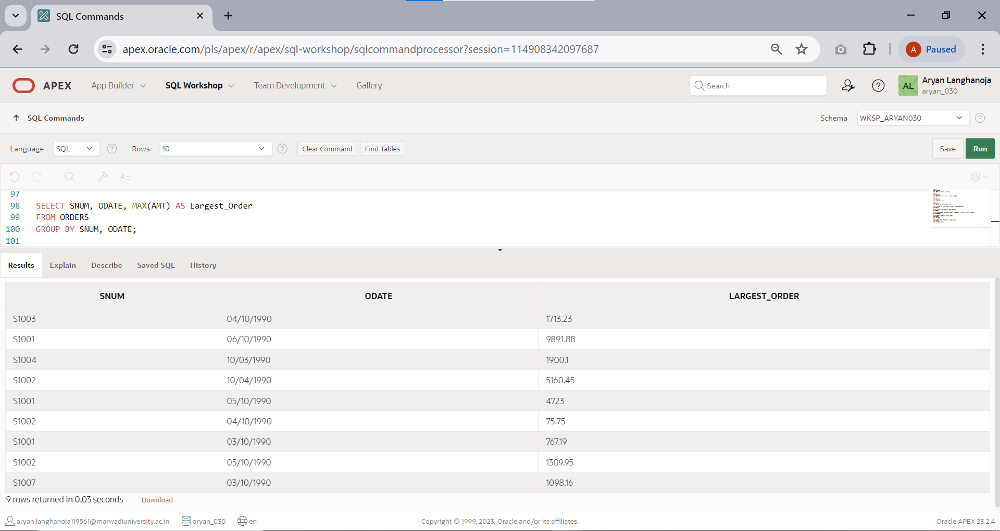 SQL Commands
apex.oracle.com/pls/apex/r/apex/sql-workshop/sqlcommandprocessor?session=114908342097687
A Paused
APEX App Builder SQL Workshop Team Development Gallery Search AL Aryan Langhanoja
aryan_030
SQL Commands Schema WKSP_ARYAN030 ?
Language SQL ? Rows 10 ? Clear Command Find Tables Save Run
97
98 SELECT SNUM, ODATE, MAX(AMT) AS Largest_Order
99 FROM ORDERS
100 GROUP BY SNUM, ODATE;
101
Results Explain Describe Saved SQL History
SNUM ODATE LARGEST_ORDER
S1003 04/10/1990 1713.23
S1001 06/10/1990 9891.88
S1004 10/03/1990 1900.1
S1002 10/04/1990 5160.45
S1001 05/10/1990 4723
S1002 04/10/1990 75.75
S1001 03/10/1990 767.19
S1002 05/10/1990 1309.95
S1007 03/10/1990 1098.16
9 rows returned in 0.03 seconds Download
aryan.langhanoja119561@marwadiuniversity.ac.in aryan_030 en Copyright © 1999, 2023, Oracle and/or its affiliates. Oracle APEX 23.2.4